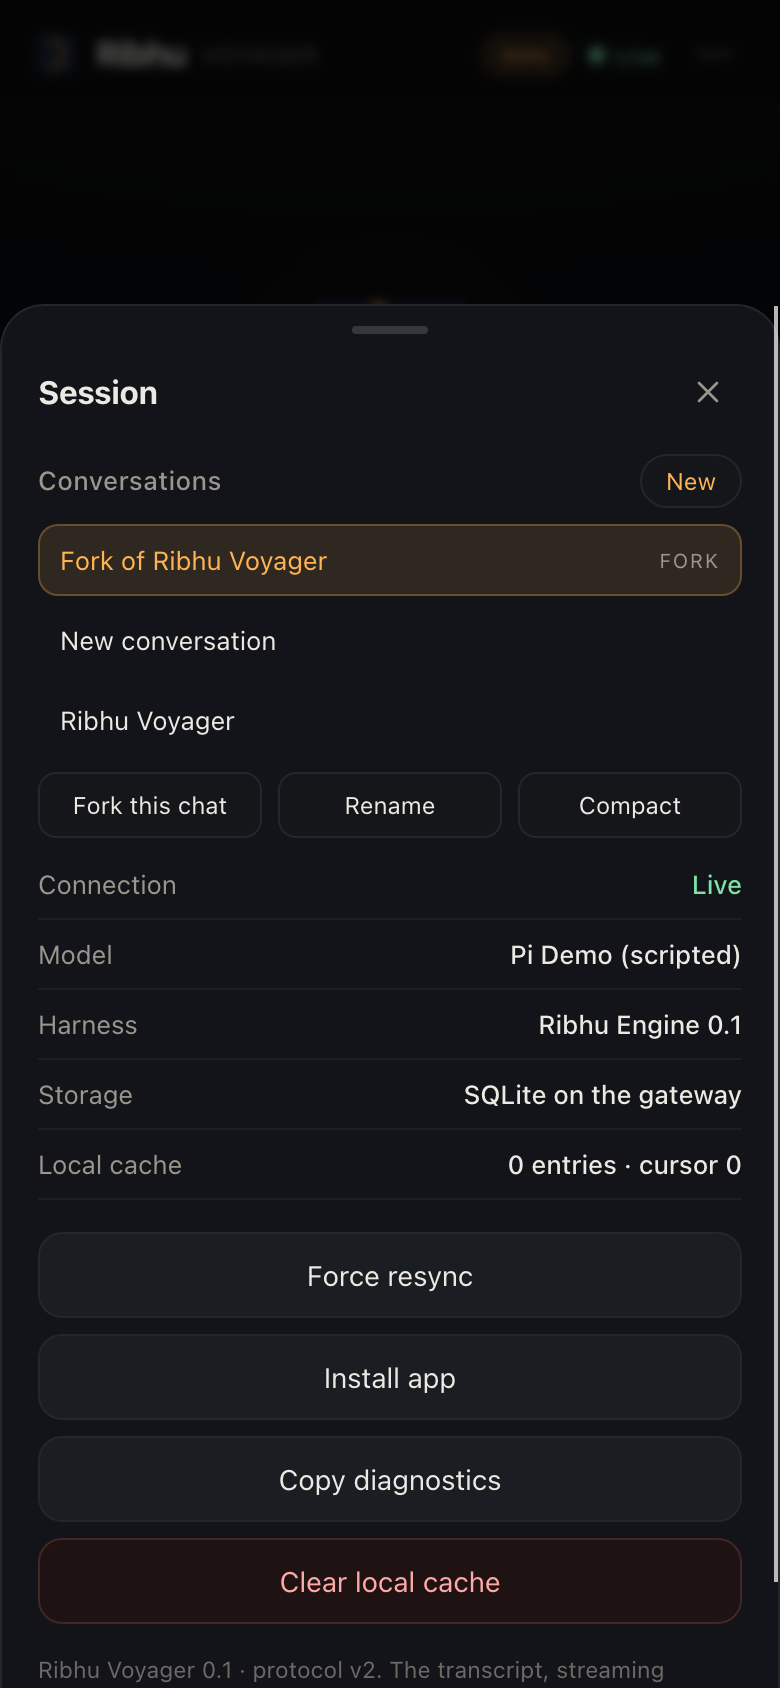 Ribhu
Session
Conversations
New
Fork of Ribhu Voyager
FORK
New conversation
Ribhu Voyager
Fork this chat
Rename
Compact
Connection
Live
Model
Pi Demo (scripted)
Harness
Ribhu Engine 0.1
Storage
SQLite on the gateway
Local cache
0 entries · cursor 0
Force resync
Install app
Copy diagnostics
Clear local cache
Ribhu Voyager 0.1 · protocol v2. The transcript, streaming